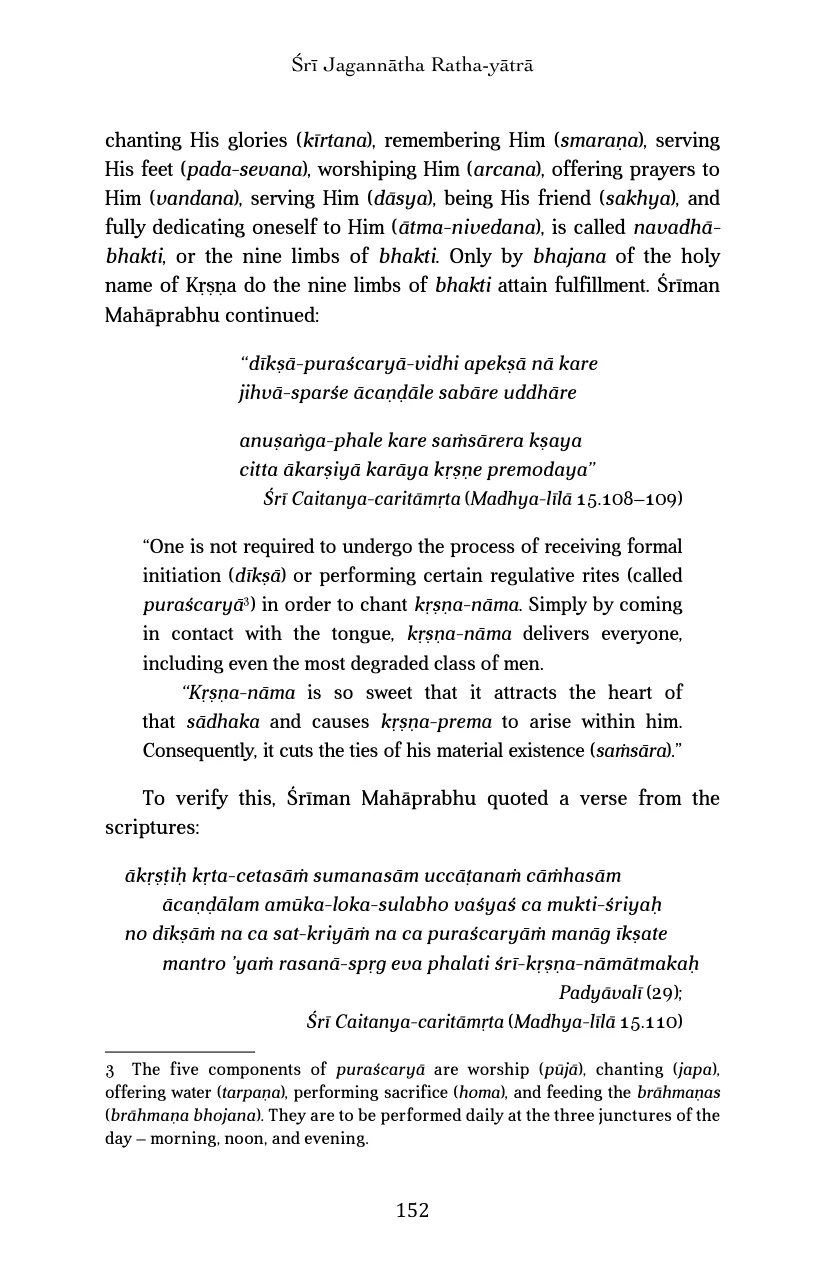 Śrī Jagannātha Ratha-yātrā
chanting His glories (kīrtana), remembering Him (smaraṇa), serving
His feet (pada-sevana), worshiping Him (arcana), offering prayers to
Him (vandana), serving Him (dāsya), being His friend (sakhya), and
fully dedicating oneself to Him (ātma-nivedana), is called navadhā-
bhakti, or the nine limbs of bhakti. Only by bhajana of the holy
name of Kṛṣṇa do the nine limbs of bhakti attain fulfillment. Śrīman
Mahāprabhu continued:
“dīkṣā-puraścaryā-vidhi apekṣā nā kare
jihvā-sparśe ācaṇḍāle sabāre uddhāre
anuṣaṅga-phale kare saṁsārera kṣaya
citta ākarṣiyā karāya kṛṣṇe premodaya”
Śrī Caitanya-caritāmṛta (Madhya-līlā 15.108–109)
“One is not required to undergo the process of receiving formal
initiation (dīkṣā) or performing certain regulative rites (called
puraścaryā³) in order to chant kṛṣṇa-nāma. Simply by coming
in contact with the tongue, kṛṣṇa-nāma delivers everyone,
including even the most degraded class of men.
“Kṛṣṇa-nāma is so sweet that it attracts the heart of
that sādhaka and causes kṛṣṇa-prema to arise within him.
Consequently, it cuts the ties of his material existence (saṁsāra).”
To verify this, Śrīman Mahāprabhu quoted a verse from the
scriptures:
ākṛṣṭiḥ kṛta-cetasāṁ sumanasām uccāṭanaṁ cāṁhasām
ācaṇḍālam amūka-loka-sulabho vaśyaś ca mukti-śriyaḥ
no dīkṣāṁ na ca sat-kriyāṁ na ca puraścaryāṁ manāg īkṣate
mantro ’yaṁ rasanā-spṛg eva phalati śrī-kṛṣṇa-nāmātmakaḥ
Padyāvalī (29);
Śrī Caitanya-caritāmṛta (Madhya-līlā 15.110)
3 The five components of puraścaryā are worship (pūjā), chanting (japa),
offering water (tarpaṇa), performing sacrifice (homa), and feeding the brāhmaṇas
(brāhmaṇa bhojana). They are to be performed daily at the three junctures of the
day – morning, noon, and evening.
152